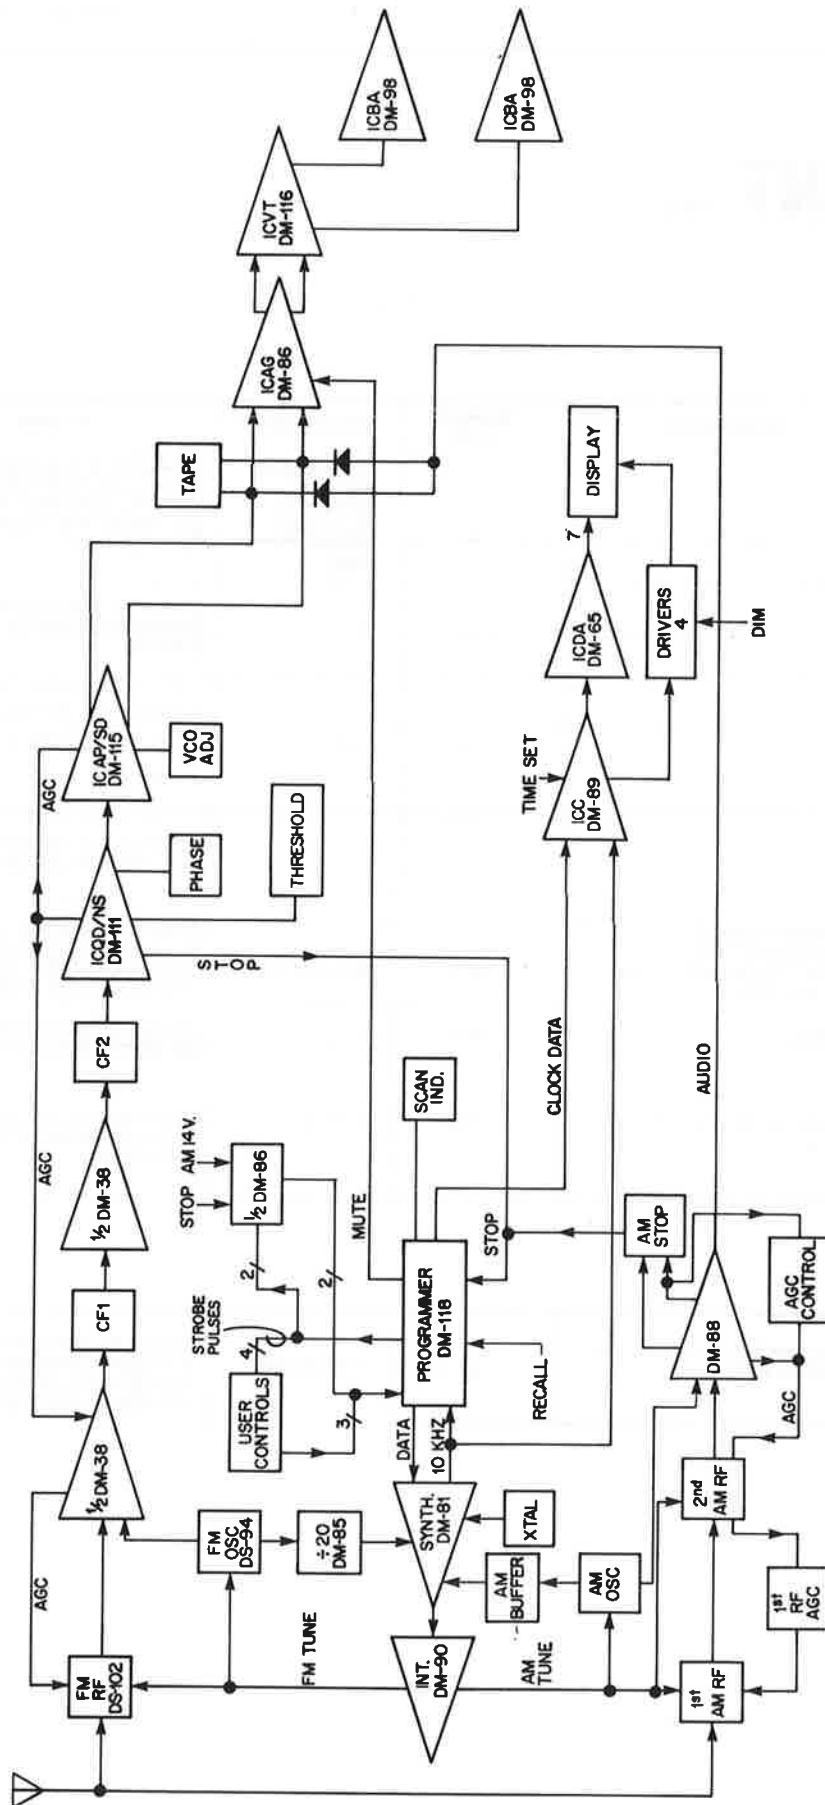 FM
RF
DS-102
AGC
½ DM-38
CF1
½ DM-38
CF2
ICQD/NS
DM-111
AGC
AGC
IC AP/SD
DM-115
PHASE
VCO
ADJ
THRESHOLD
STOP
TAPE
ICAG
DM-86
ICVT
DM-116
ICBA
DM-98
ICBA
DM-98
FM TUNE
FM
OSC
DS-94
÷20
DM-85
STROBE
PULSES
USER
CONTROLS
4
2
3
2
STOP
AM 14V.
½ DM-86
MUTE
INT.
DM-90
SYNTH.
DM-81
DATA
10 KHZ
PROGRAMMER
DM-118
SCAN
IND.
STOP
RECALL
CLOCK DATA
TIME SET
ICC
DM-89
ICDA
DM-65
7
DISPLAY
DRIVERS
4
DIM
XTAL
AM
BUFFER
AM
OSC
AM
TUNE
1st
AM RF
1st
RF
AGC
2nd
AM RF
AGC
DM-88
AM
STOP
AGC
CONTROL
AUDIO